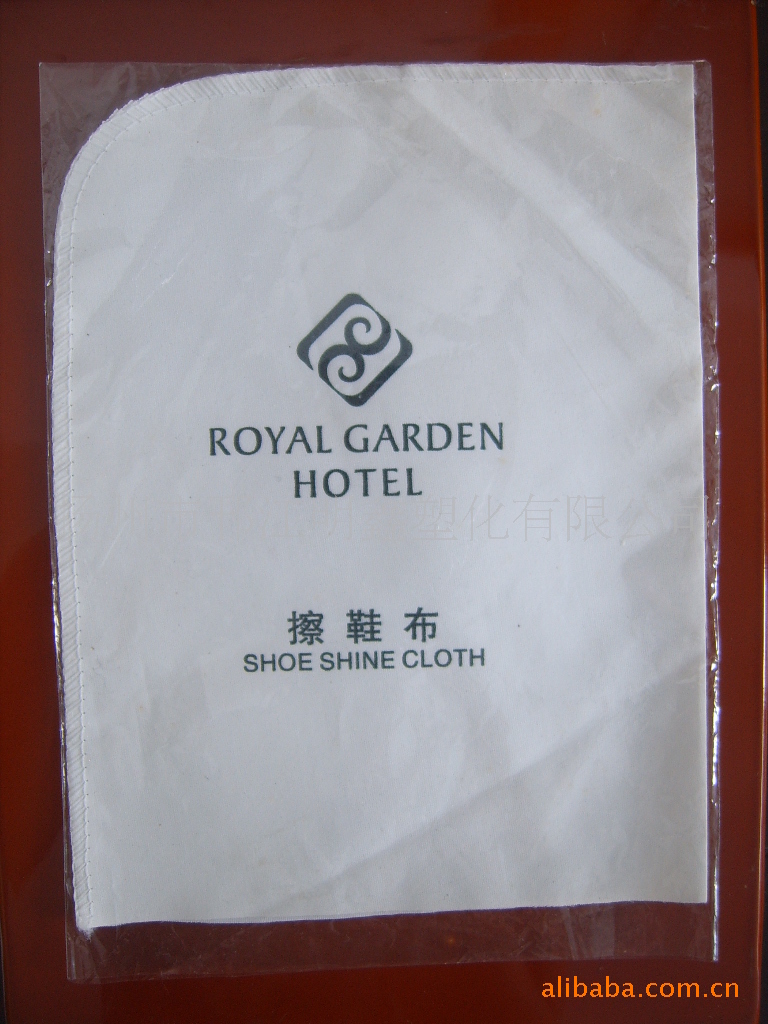 ROYAL GARDEN
HOTEL
塑化有限公司
擦鞋布
SHOE SHINE CLOTH
alibaba.com.cn